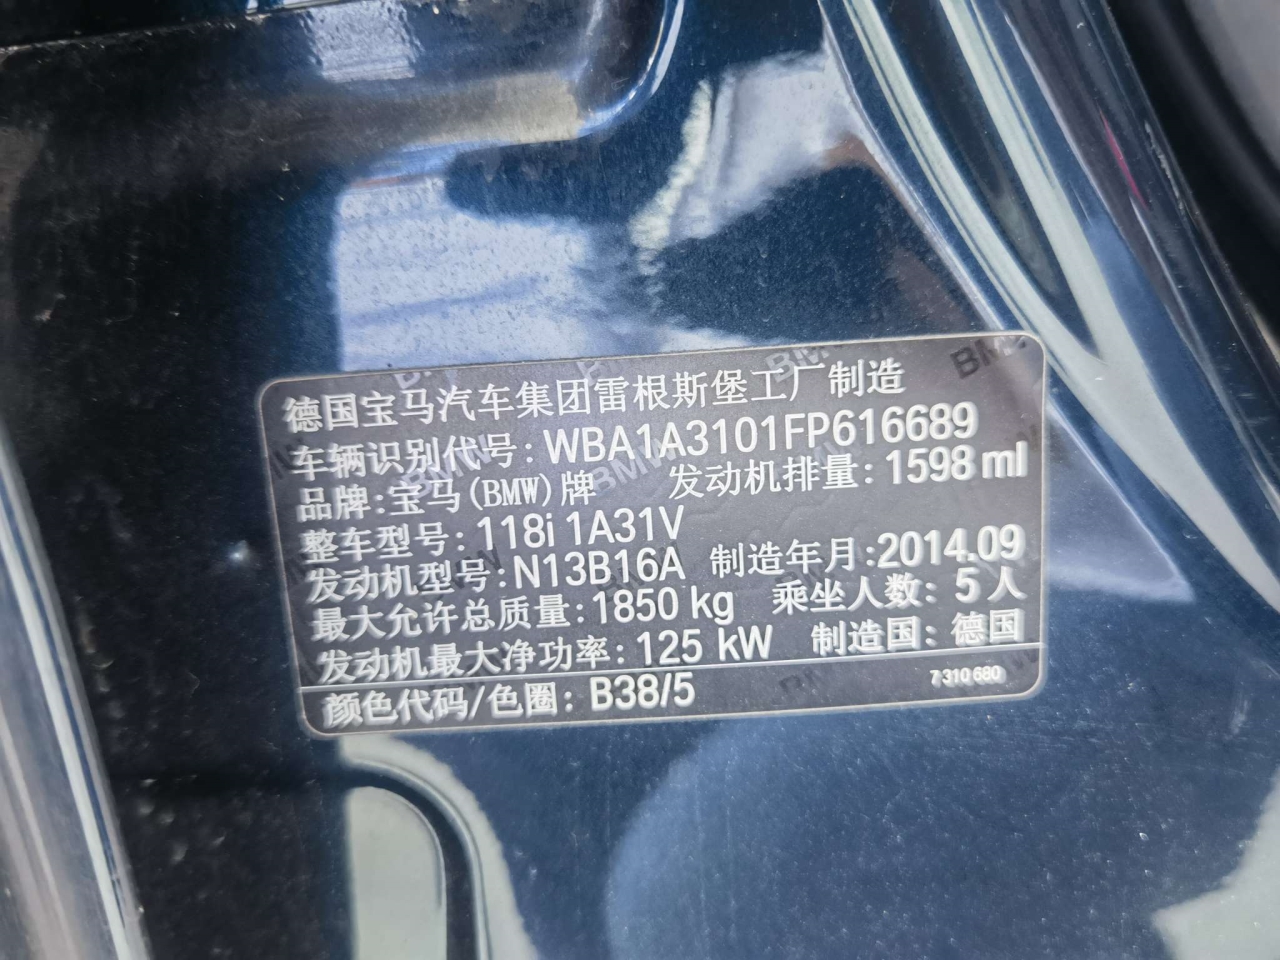 德国宝马汽车集团雷根斯堡工厂制造
车辆识别代号: WBA1A3101FP616689
品牌:宝马(BMW)牌 发动机排量: 1598 ml
整车型号: 118i 1A31V
发动机型号: N13B16A 制造年月:2014.09
最大允许总质量: 1850 kg 乘坐人数: 5 人
发动机最大净功率: 125 kW 制造国: 德国
颜色代码/色圈: B38/5 7 310 680